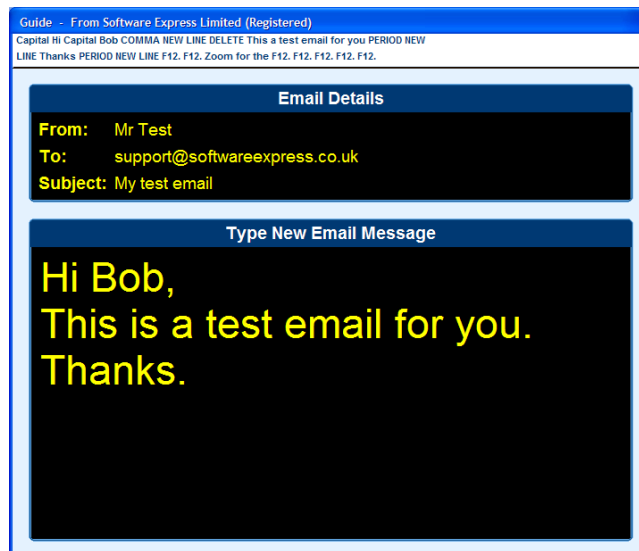 Guide - From Software Express Limited (Registered)
Capital Hi Capital Bob COMMA NEW LINE DELETE This a test email for you PERIOD NEW
LINE Thanks PERIOD NEW LINE F12. F12. Zoom for the F12. F12. F12. F12. F12.
Email Details
From: Mr Test
To: support@softwareexpress.co.uk
Subject: My test email
Type New Email Message
Hi Bob,
This is a test email for you.
Thanks.